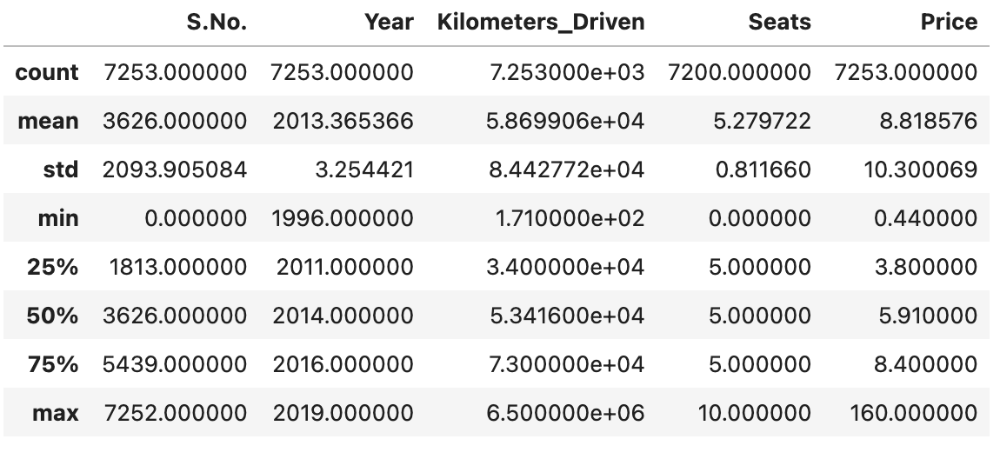 S.No. Year Kilometers_Driven Seats Price
count 7253.000000 7253.000000 7.253000e+03 7200.000000 7253.000000
mean 3626.000000 2013.365366 5.869906e+04 5.279722 8.818576
std 2093.905084 3.254421 8.442772e+04 0.811660 10.300069
min 0.000000 1996.000000 1.710000e+02 0.000000 0.440000
25% 1813.000000 2011.000000 3.400000e+04 5.000000 3.800000
50% 3626.000000 2014.000000 5.341600e+04 5.000000 5.910000
75% 5439.000000 2016.000000 7.300000e+04 5.000000 8.400000
max 7252.000000 2019.000000 6.500000e+06 10.000000 160.000000